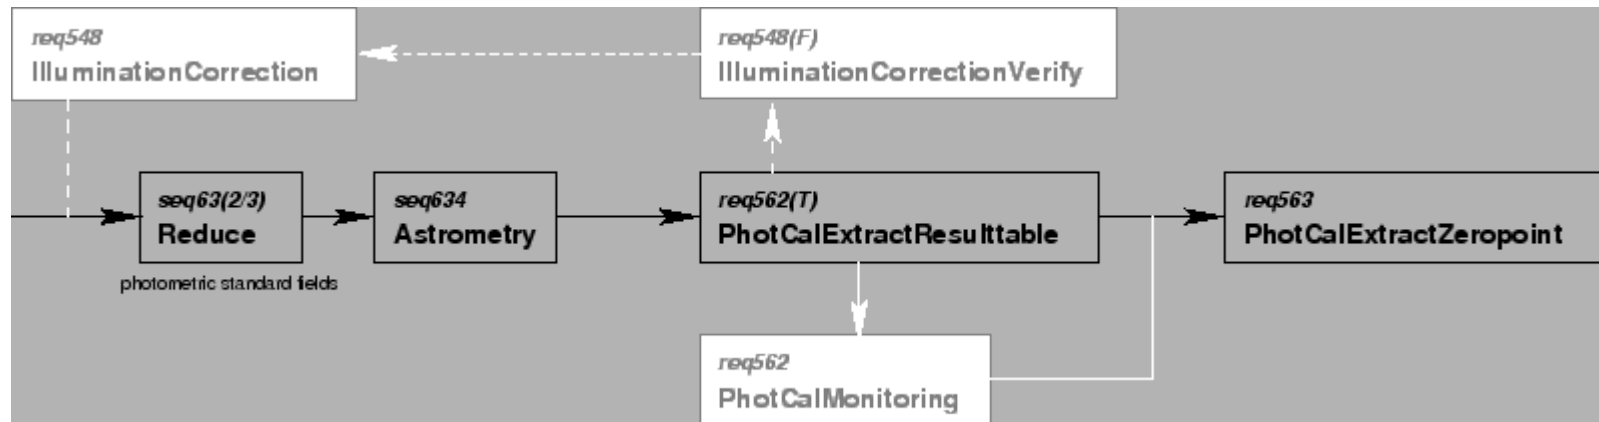 req548
IlluminationCorrection
req548(F)
IlluminationCorrectionVerify
seq63(2/3)
Reduce
photometric standard fields
seq634
Astrometry
req562(T)
PhotCalExtractResulttable
req563
PhotCalExtractZeropoint
req562
PhotCalMonitoring